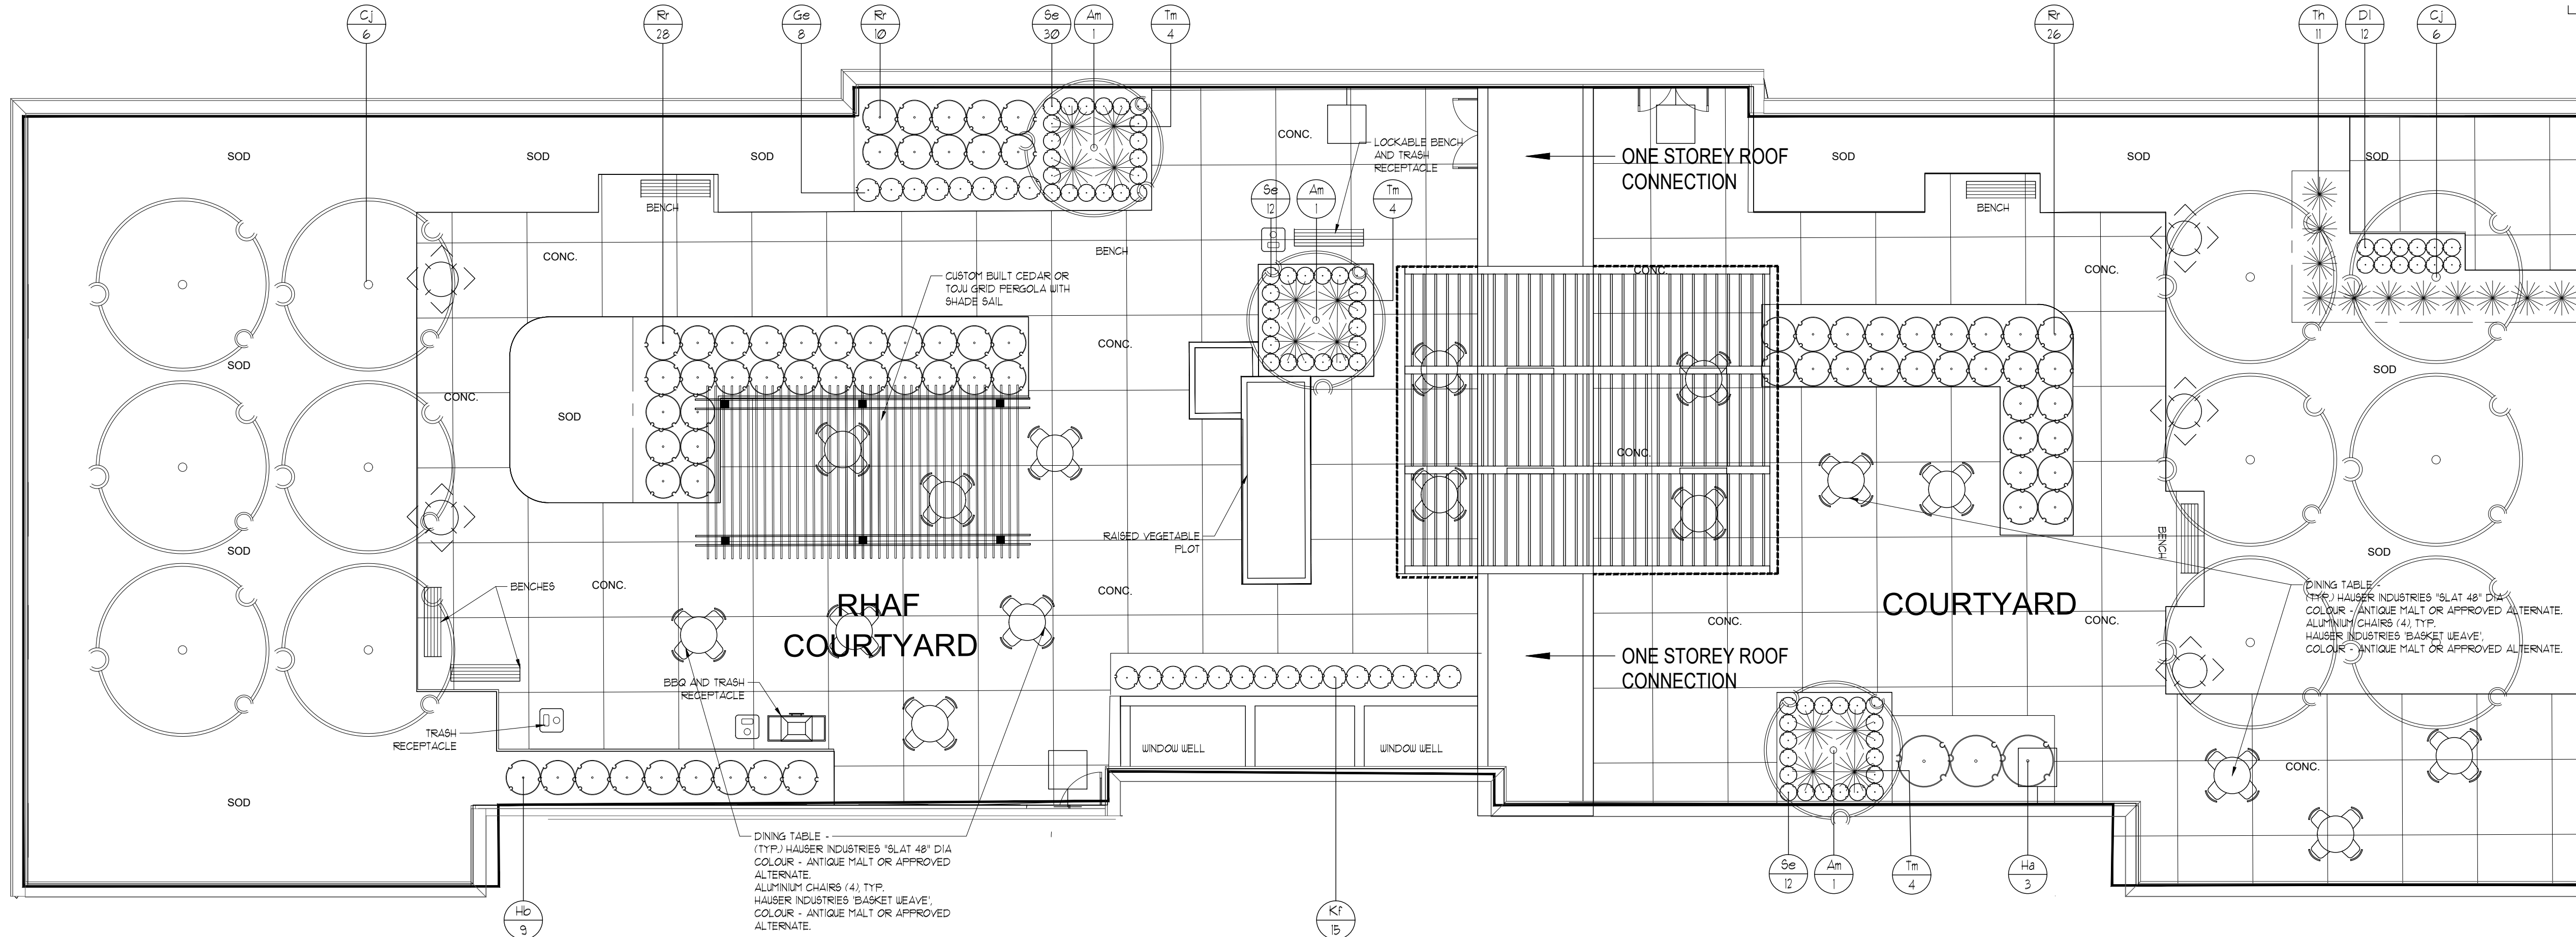 Cj
6
Rr
28
Ge
8
Rr
10
Se
30
Am
1
Tm
4
Rr
26
Th
11
Dl
12
Cj
6
SOD
SOD
SOD
CONC.
LOCKABLE BENCH
AND TRASH
RECEPTACLE
ONE STOREY ROOF
CONNECTION
SOD
SOD
SOD
Se
12
Am
1
Tm
4
BENCH
BENCH
BENCH
CONC.
CUSTOM BUILT CEDAR OR
TOJU GRID PERGOLA WITH
SHADE SAIL
CONC.
CONC.
CONC.
SOD
CONC.
SOD
SOD
CONC.
CONC.
SOD
RAISED VEGETABLE
PLOT
BENCH
SOD
BENCHES
CONC.
CONC.
RHAF
COURTYARD
COURTYARD
CONC.
CONC.
DINING TABLE -
(TYP.) HAUSER INDUSTRIES "SLAT 48" DIA
COLOUR - ANTIQUE MALT OR APPROVED ALTERNATE.
ALUMINIUM CHAIRS (4), TYP.
HAUSER INDUSTRIES 'BASKET WEAVE',
COLOUR - ANTIQUE MALT OR APPROVED ALTERNATE.
ONE STOREY ROOF
CONNECTION
BBQ AND TRASH
RECEPTACLE
TRASH
RECEPTACLE
WINDOW WELL
WINDOW WELL
CONC.
SOD
DINING TABLE -
(TYP.) HAUSER INDUSTRIES "SLAT 48" DIA
COLOUR - ANTIQUE MALT OR APPROVED
ALTERNATE.
ALUMINIUM CHAIRS (4), TYP.
HAUSER INDUSTRIES 'BASKET WEAVE',
COLOUR - ANTIQUE MALT OR APPROVED
ALTERNATE.
Se
12
Am
1
Tm
4
Ha
3
Hb
9
Kf
15